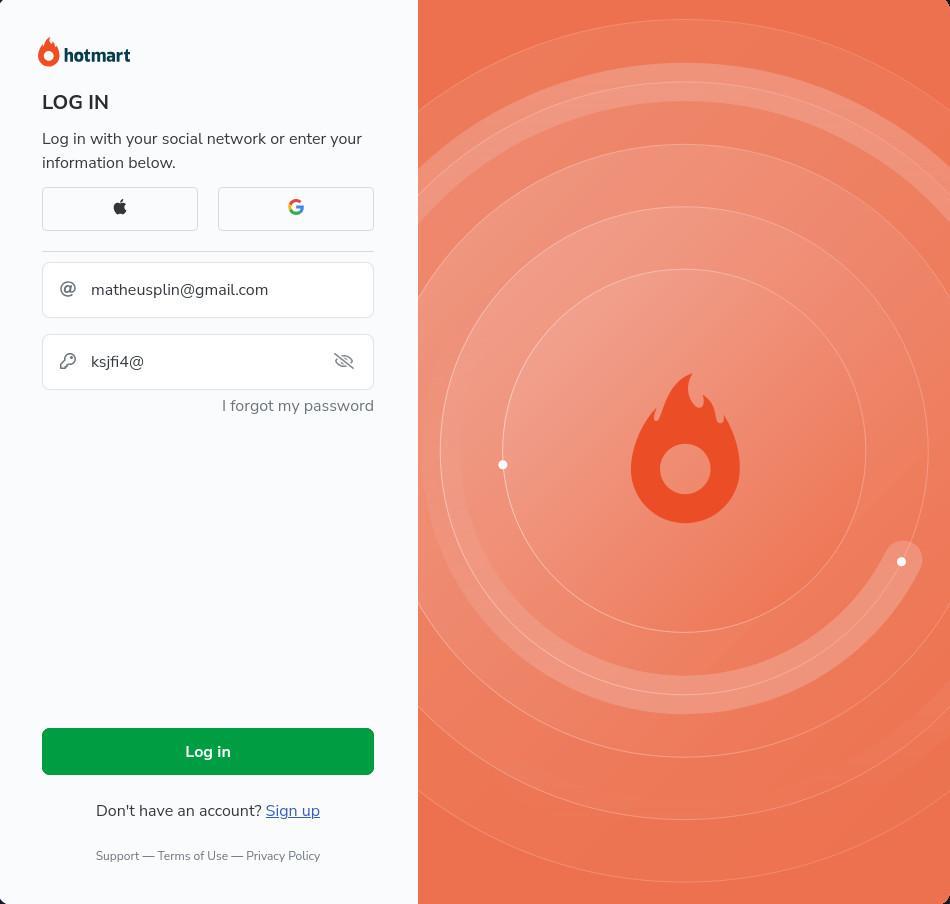 hotmart
LOG IN
Log in with your social network or enter your
information below.
matheusplin@gmail.com
ksjfi4@
I forgot my password
Log in
Don't have an account? Sign up
Support — Terms of Use — Privacy Policy